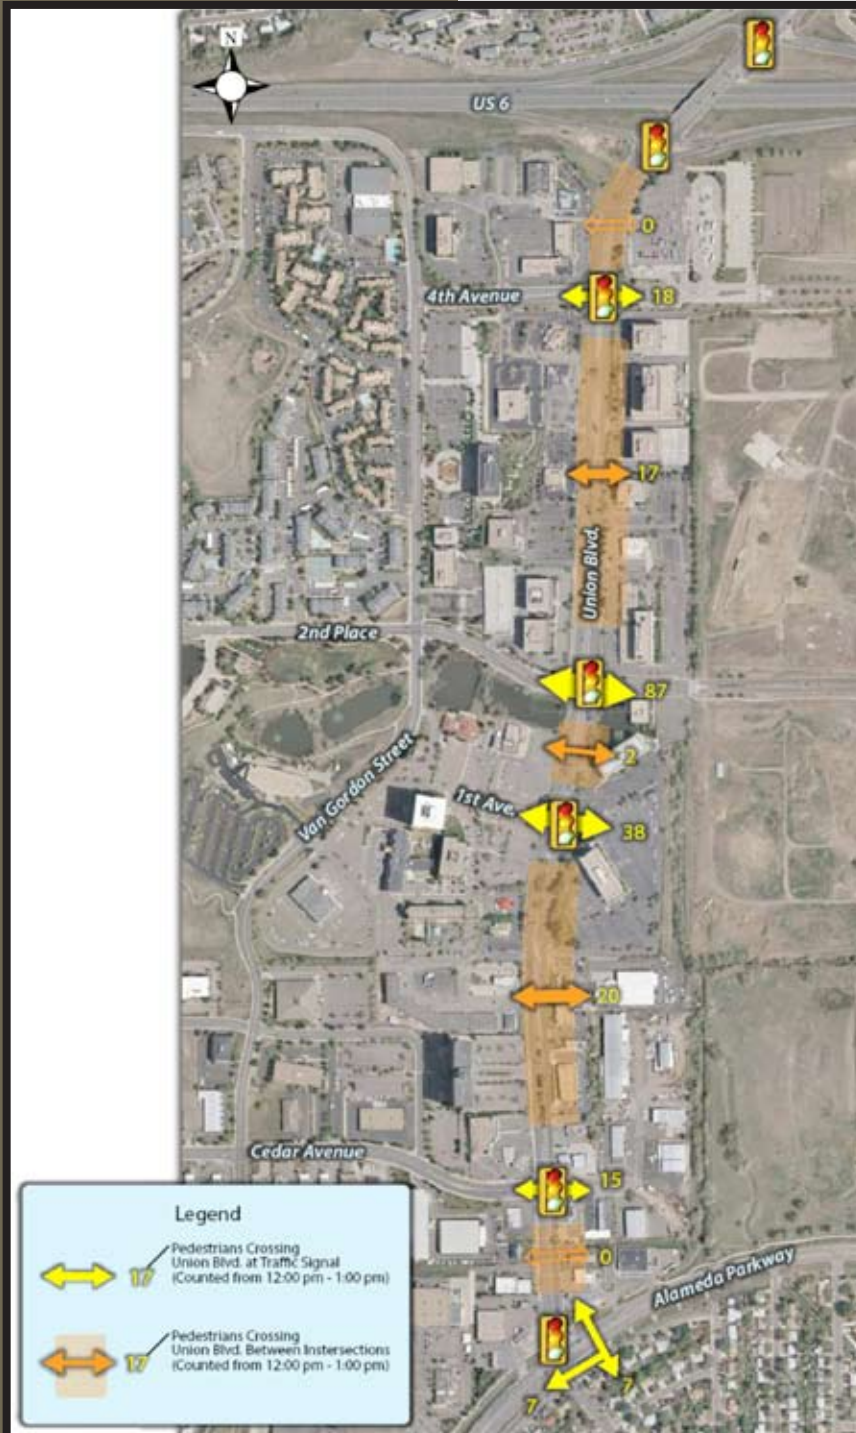 N
US 6
0
4th Avenue
18
17
Union Blvd.
2nd Place
87
2
Van Gordon Street
1st Ave.
38
20
Cedar Avenue
15
0
Alameda Parkway
7
7
Legend
17
Pedestrians Crossing
Union Blvd. at Traffic Signal
(Counted from 12:00 pm - 1:00 pm)
17
Pedestrians Crossing
Union Blvd. Between Instersections
(Counted from 12:00 pm - 1:00 pm)